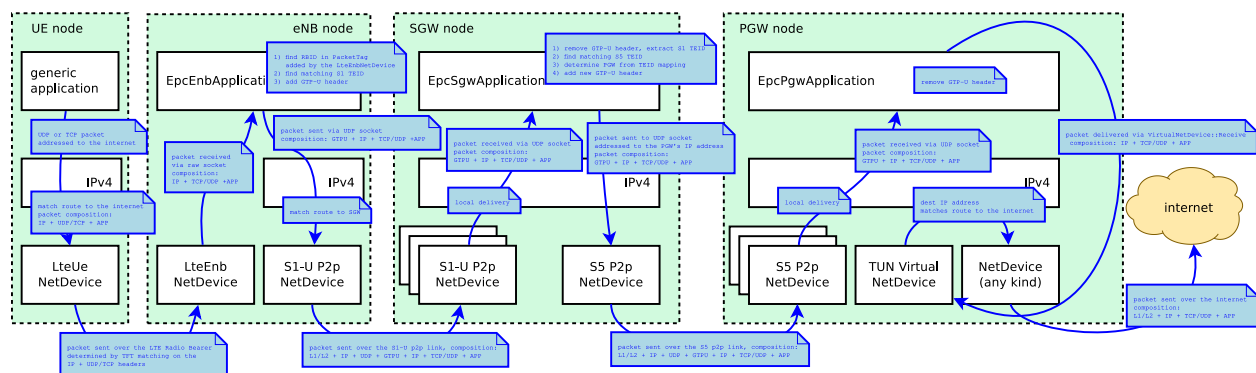 UE node
generic
application
UDP or TCP packet
addressed to the internet
IPv4
match route to the internet
packet composition:
IP + UDP/TCP + APP
LteUe
NetDevice
packet sent over the LTE Radio Bearer
determined by TFT matching on the
IP + UDP/TCP headers
eNB node
EpcEnbApplicati
1) find RBID in PacketTag
added by the LteEnbNetDevice
2) find matching S1 TEID
3) add GTP-U header
packet received
via raw socket
composition:
IP + TCP/UDP +APP
packet sent via UDP socket
composition: GTPU + IP + TCP/UDP +APP
IPv4
match route to SGW
LteEnb
NetDevice
S1-U P2p
NetDevice
packet sent over the S1-U p2p link, composition:
L1/L2 + IP + UDP + GTPU + IP + TCP/UDP + APP
SGW node
EpcSgwApplication
1) remove GTP-U header, extract S1 TEID
2) find matching S5 TEID
3) determine PGW from TEID mapping
4) add new GTP-U header
packet received via UDP socket
packet composition:
GTPU + IP + TCP/UDP + APP
packet sent to UDP socket
addressed to the PGW's IP address
packet composition:
GTPU + IP + TCP/UDP + APP
IPv4
local delivery
S1-U P2p
NetDevice
S5 P2p
NetDevice
packet sent over the S5 p2p link, composition:
L1/L2 + IP + UDP + GTPU + IP + TCP/UDP + APP
PGW node
EpcPgwApplication
remove GTP-U header
packet received via UDP socket
packet composition:
GTPU + IP + TCP/UDP + APP
packet delivered via VirtualNetDevice::Receive
composition: IP + TCP/UDP + APP
IPv4
local delivery
dest IP address
matches route to the internet
S5 P2p
NetDevice
TUN Virtual
NetDevice
NetDevice
(any kind)
internet
packet sent over the internet
composition:
L1/L2 + IP + TCP/UDP + APP